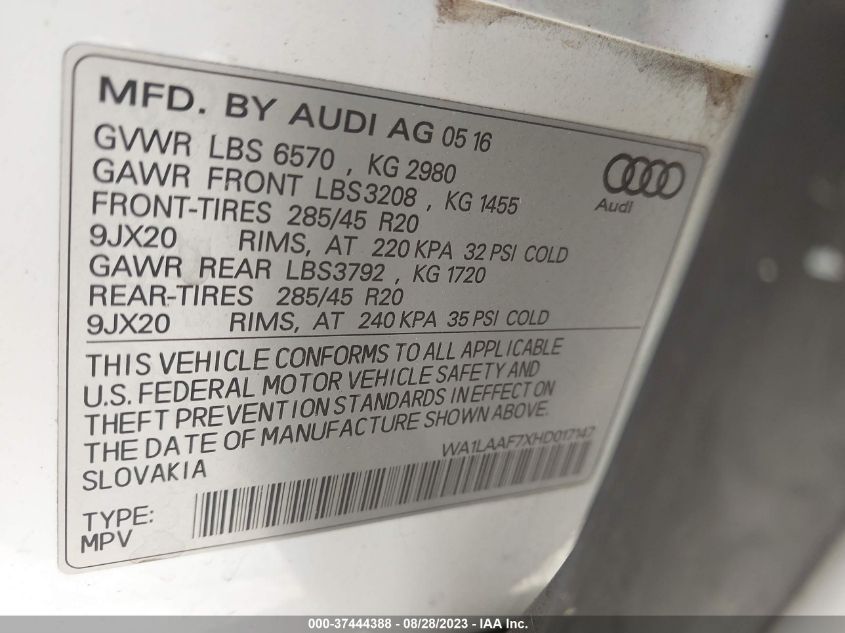 MFD. BY AUDI AG 05 16
GVWR LBS 6570 , KG 2980
GAWR FRONT LBS3208 , KG 1455
FRONT-TIRES 285/45 R20
9JX20 RIMS, AT 220 KPA 32 PSI COLD
GAWR REAR LBS3792 , KG 1720
REAR-TIRES 285/45 R20
9JX20 RIMS, AT 240 KPA 35 PSI COLD
Audi
THIS VEHICLE CONFORMS TO ALL APPLICABLE
U.S. FEDERAL MOTOR VEHICLE SAFETY AND
THEFT PREVENTION STANDARDS IN EFFECT ON
THE DATE OF MANUFACTURE SHOWN ABOVE.
SLOVAKIA
WA1LAAF7XHD017147
TYPE:
MPV
000-37444388 - 08/28/2023 - IAA Inc.